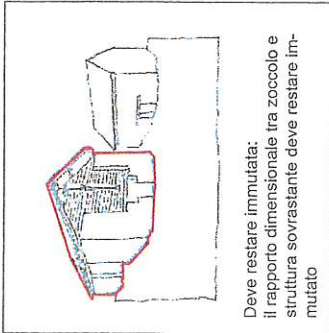 Deve restare immutata:
il rapporto dimensionale tra zoccolo e
struttura sovrastante deve restare im-
mutato